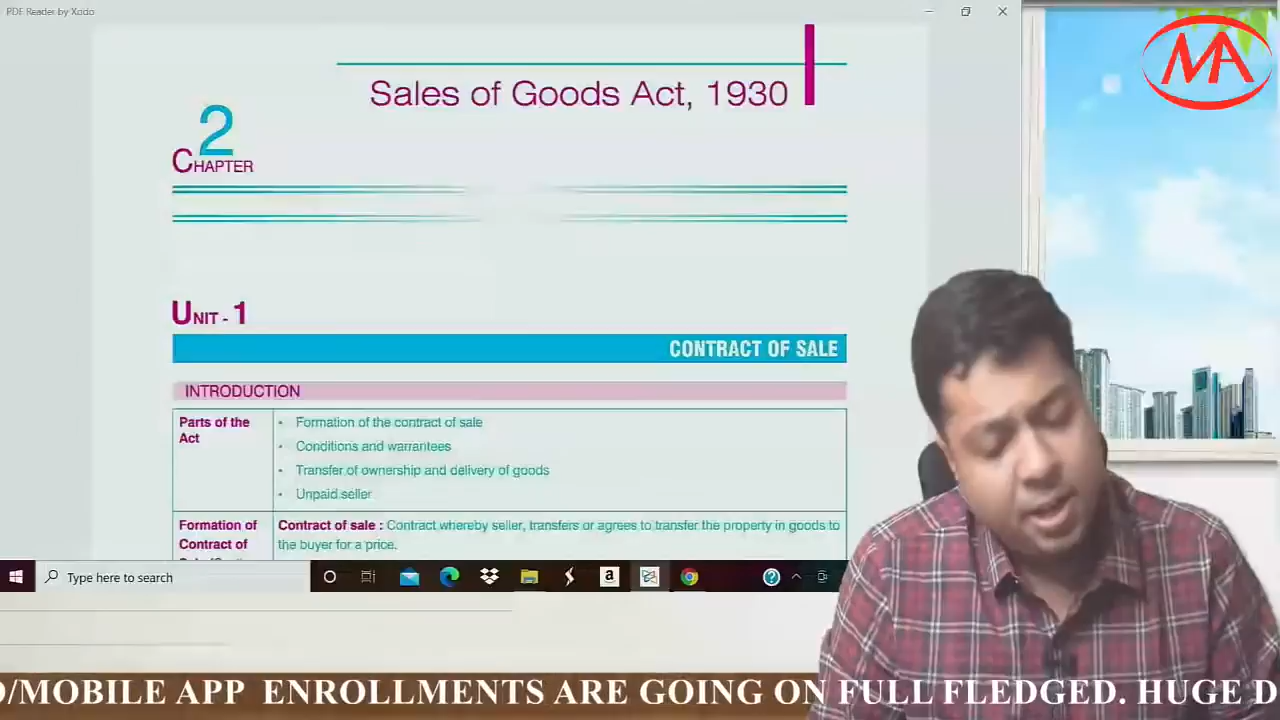 PDF Reader by Xodo
MA
Sales of Goods Act, 1930
2
CHAPTER
UNIT - 1
CONTRACT OF SALE
INTRODUCTION
Parts of the Act
• Formation of the contract of sale
• Conditions and warrantees
• Transfer of ownership and delivery of goods
• Unpaid seller
Formation of
Contract of
Contract of sale : Contract whereby seller, transfers or agrees to transfer the property in goods to
the buyer for a price.
Type here to search
a
?
/MOBILE APP ENROLLMENTS ARE GOING ON FULL FLEDGED. HUGE D